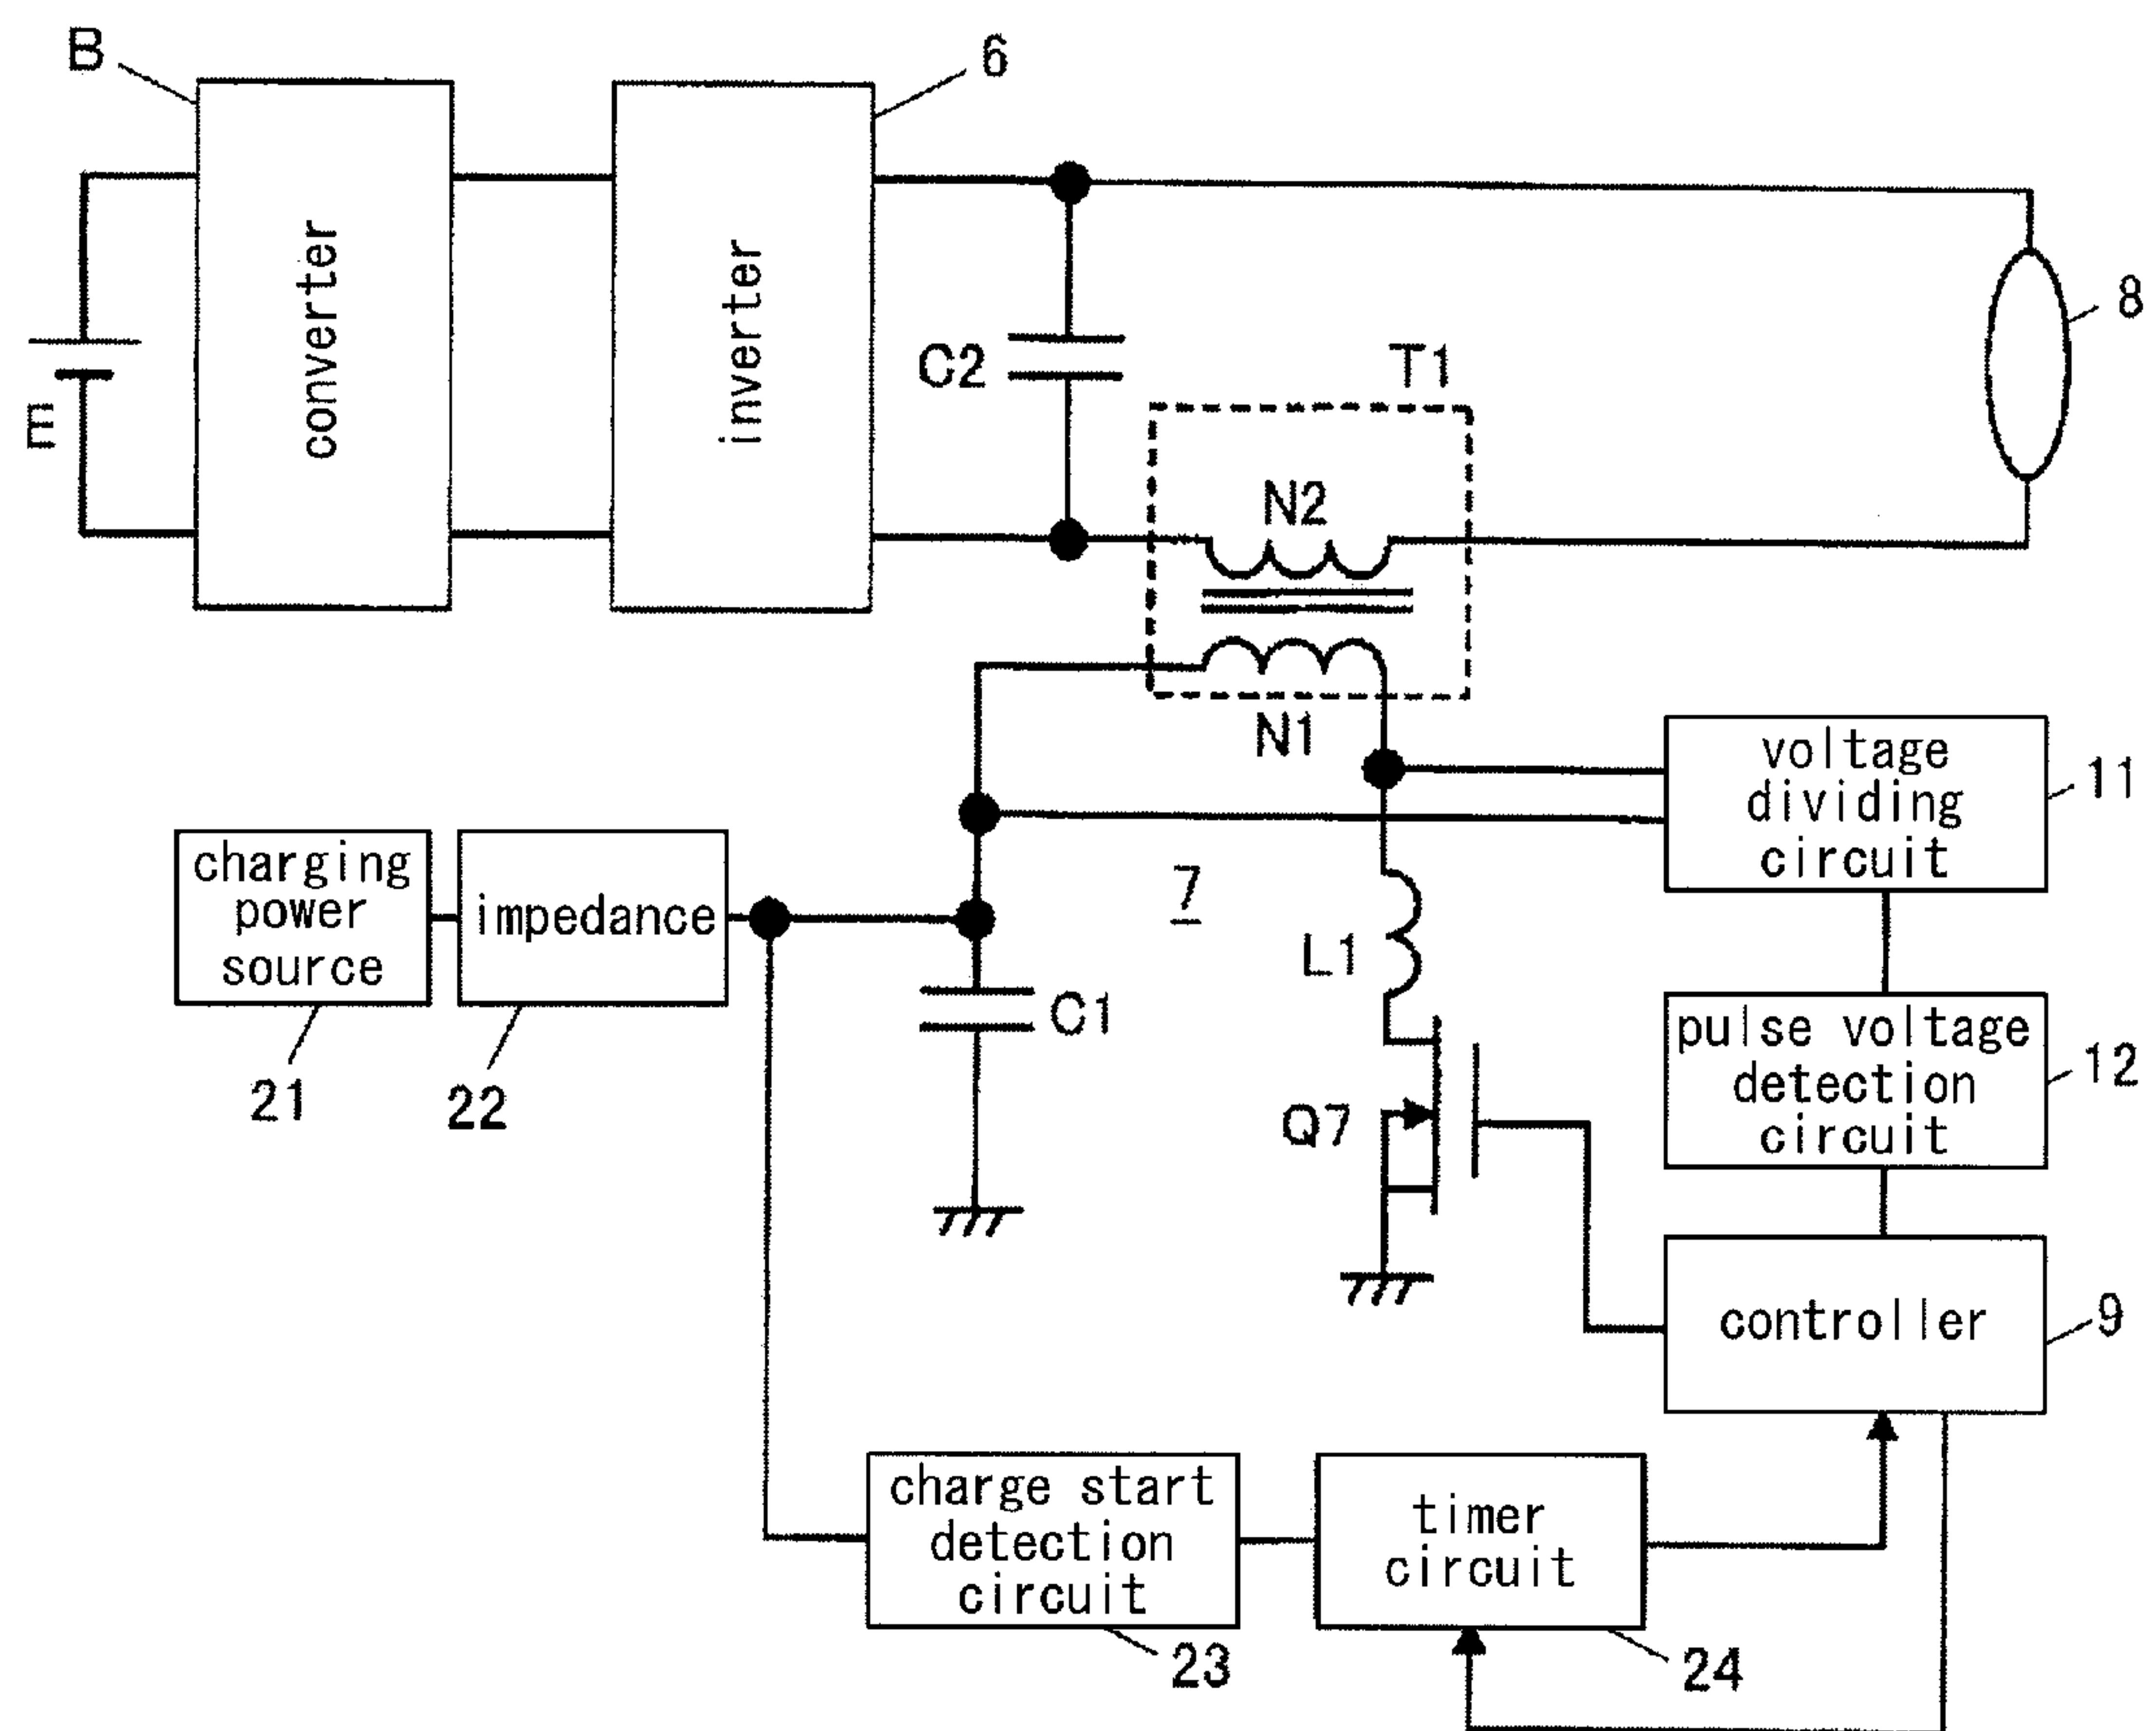 B
6
converter
inverter
E
C2
T1
8
N2
N1
voltage
dividing
circuit
11
charging
power
source
impedance
7
L1
C1
21
22
pulse voltage
detection
circuit
12
Q7
controller
9
charge start
detection
circuit
timer
circuit
23
24